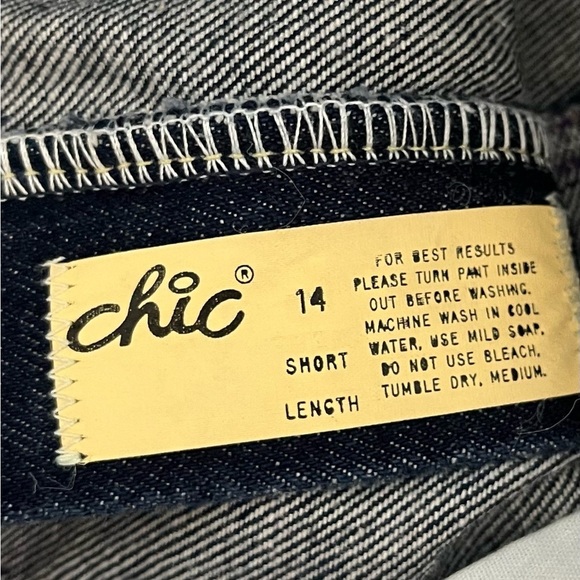 chic®
14
SHORT
LENGTH
FOR BEST RESULTS
PLEASE TURN PANT INSIDE
OUT BEFORE WASHING.
MACHINE WASH IN COOL
WATER, USE MILD SOAP.
DO NOT USE BLEACH.
TUMBLE DRY, MEDIUM.